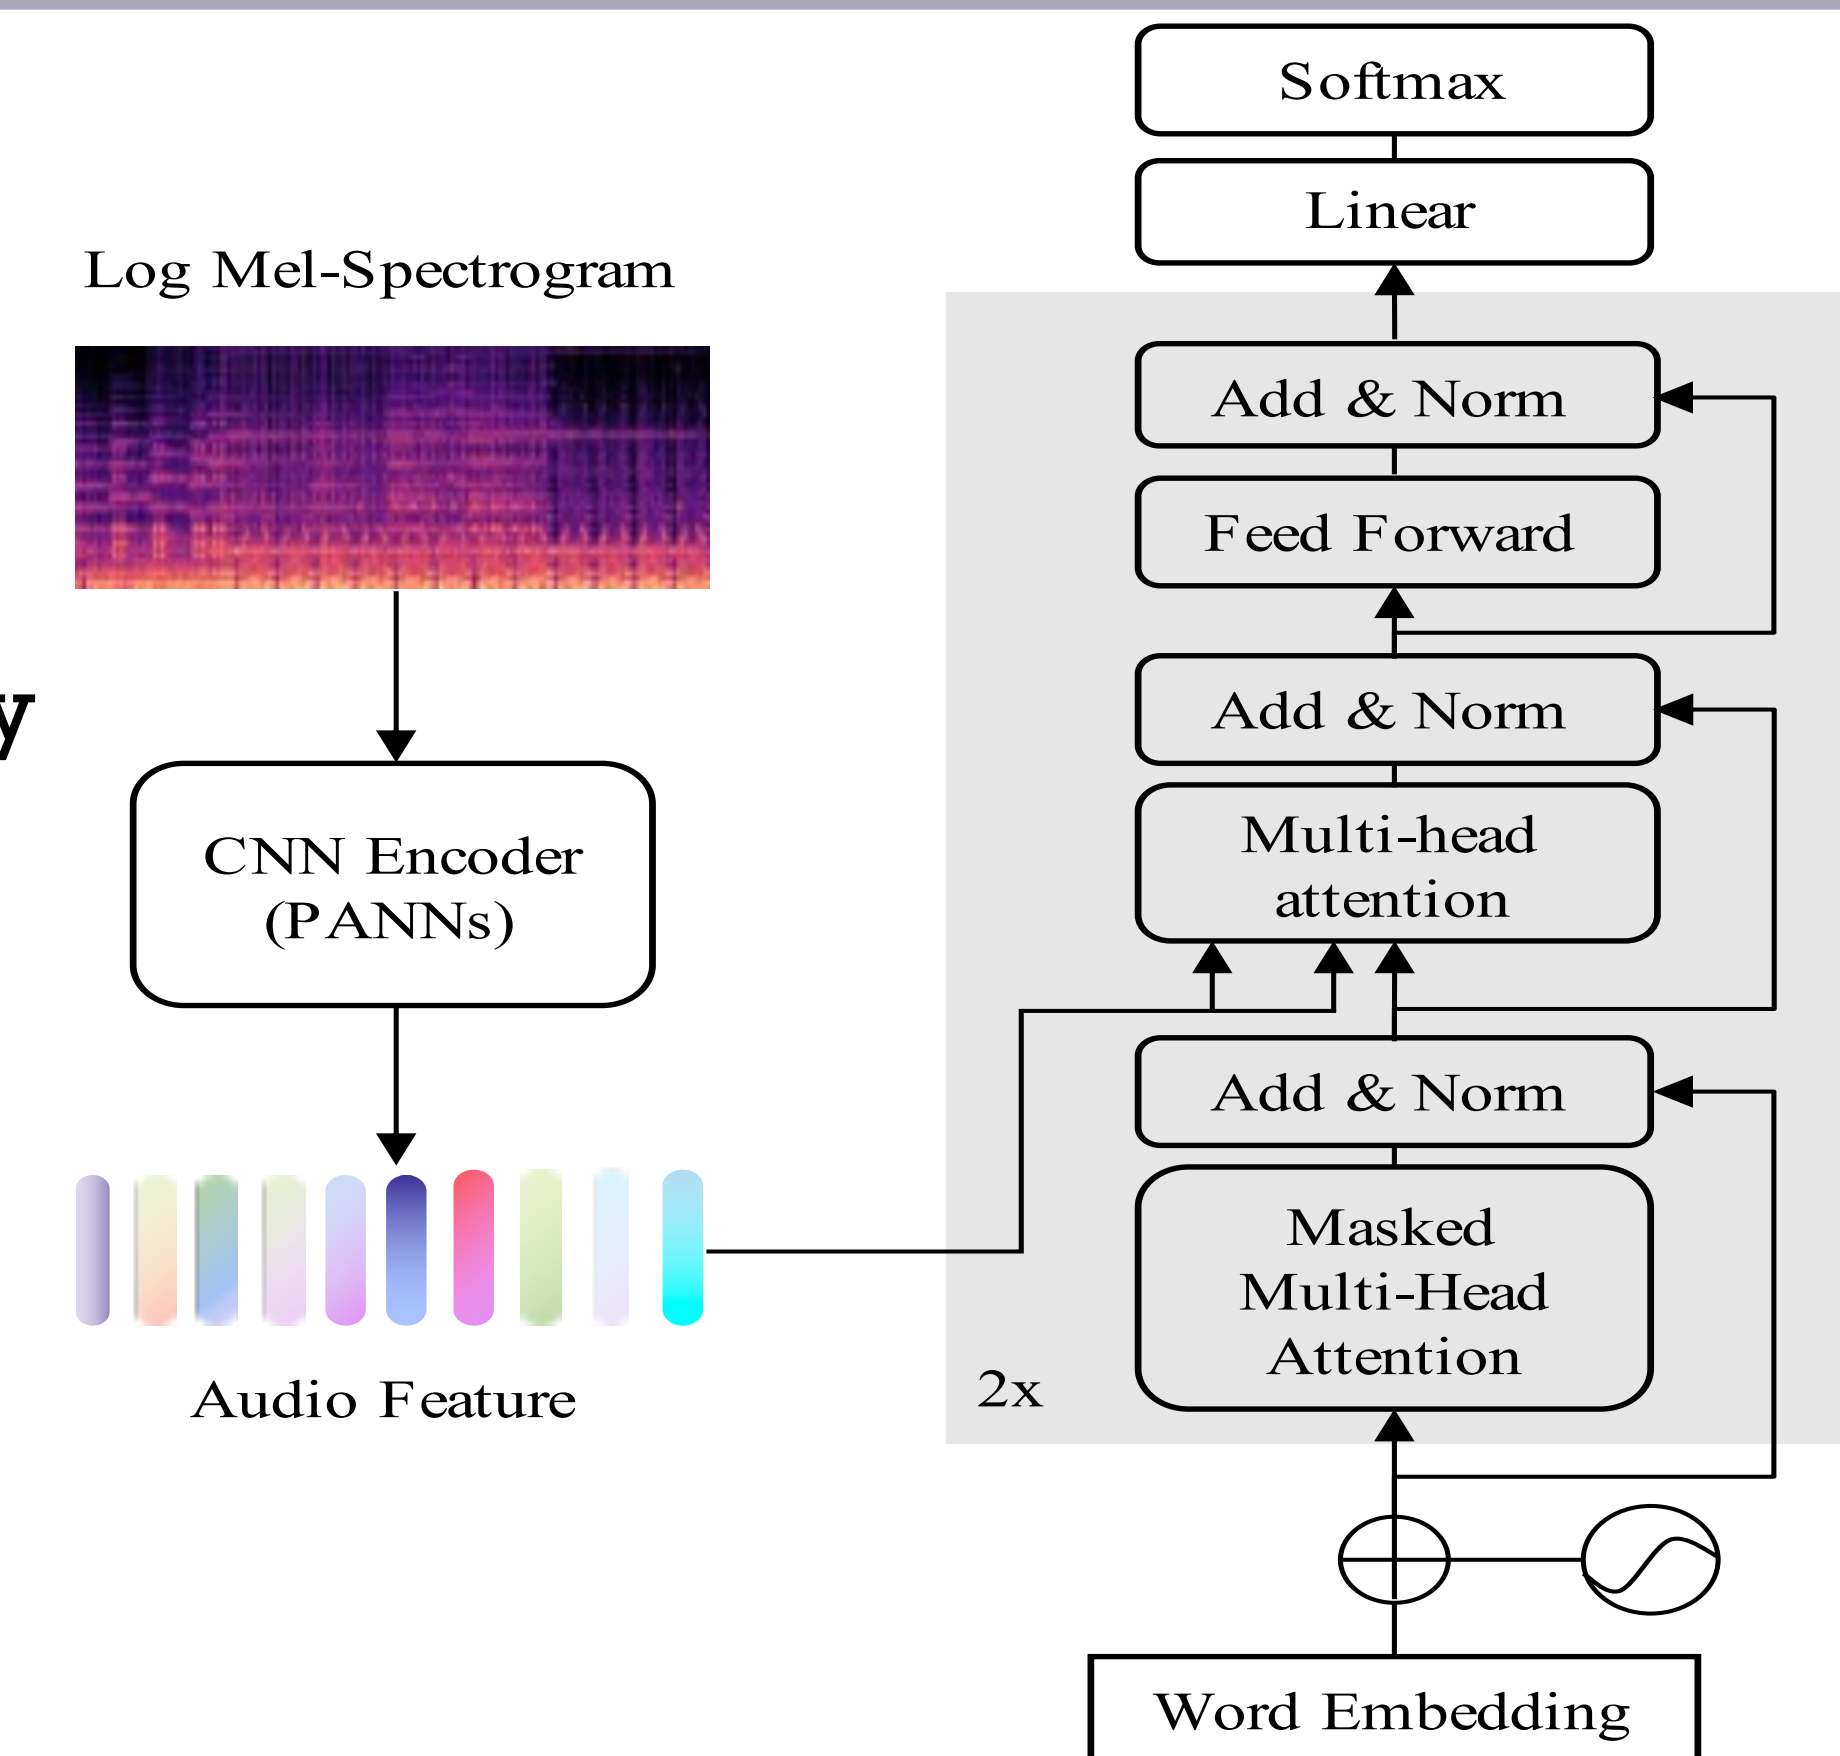 Log Mel-Spectrogram
y
CNN Encoder
(PANNs)
Audio Feature
Softmax
Linear
Add & Norm
Feed Forward
Add & Norm
Multi-head
attention
Add & Norm
Masked
Multi-Head
Attention
2x
Word Embedding